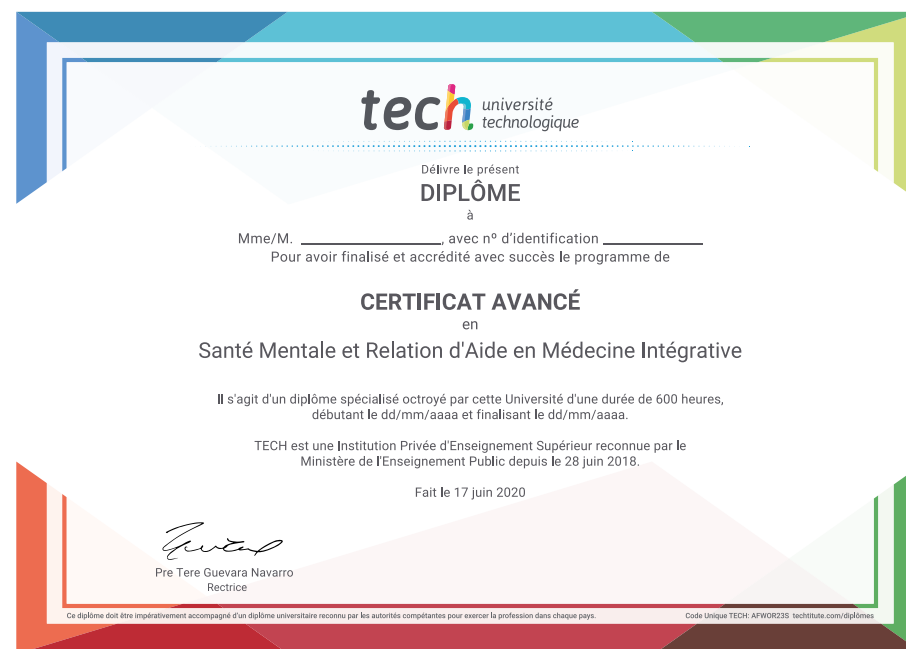 tech université
technologique
Délivre le présent
DIPLÔME
à
Mme/M. ____________, avec nº d'identification ____________
Pour avoir finalisé et accrédité avec succès le programme de
CERTIFICAT AVANCÉ
en
Santé Mentale et Relation d'Aide en Médecine Intégrative
Il s'agit d'un diplôme spécialisé octroyé par cette Université d'une durée de 600 heures,
débutant le dd/mm/aaaa et finalisant le dd/mm/aaaa.
TECH est une Institution Privée d'Enseignement Supérieur reconnue par le
Ministère de l'Enseignement Public depuis le 28 juin 2018.
Fait le 17 juin 2020
Pre Tere Guevara Navarro
Rectrice
Ce diplôme doit être impérativement accompagné d'un diplôme universitaire reconnu par les autorités compétantes pour exercer la profession dans chaque pays.
Code Unique TECH: AFWOR23S techtitute.com/diplômes